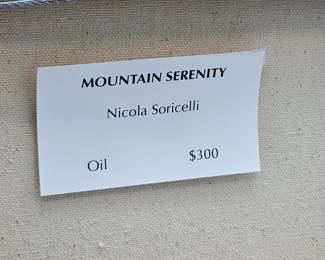 MOUNTAIN SERENITY
Nicola Soricelli
Oil $300